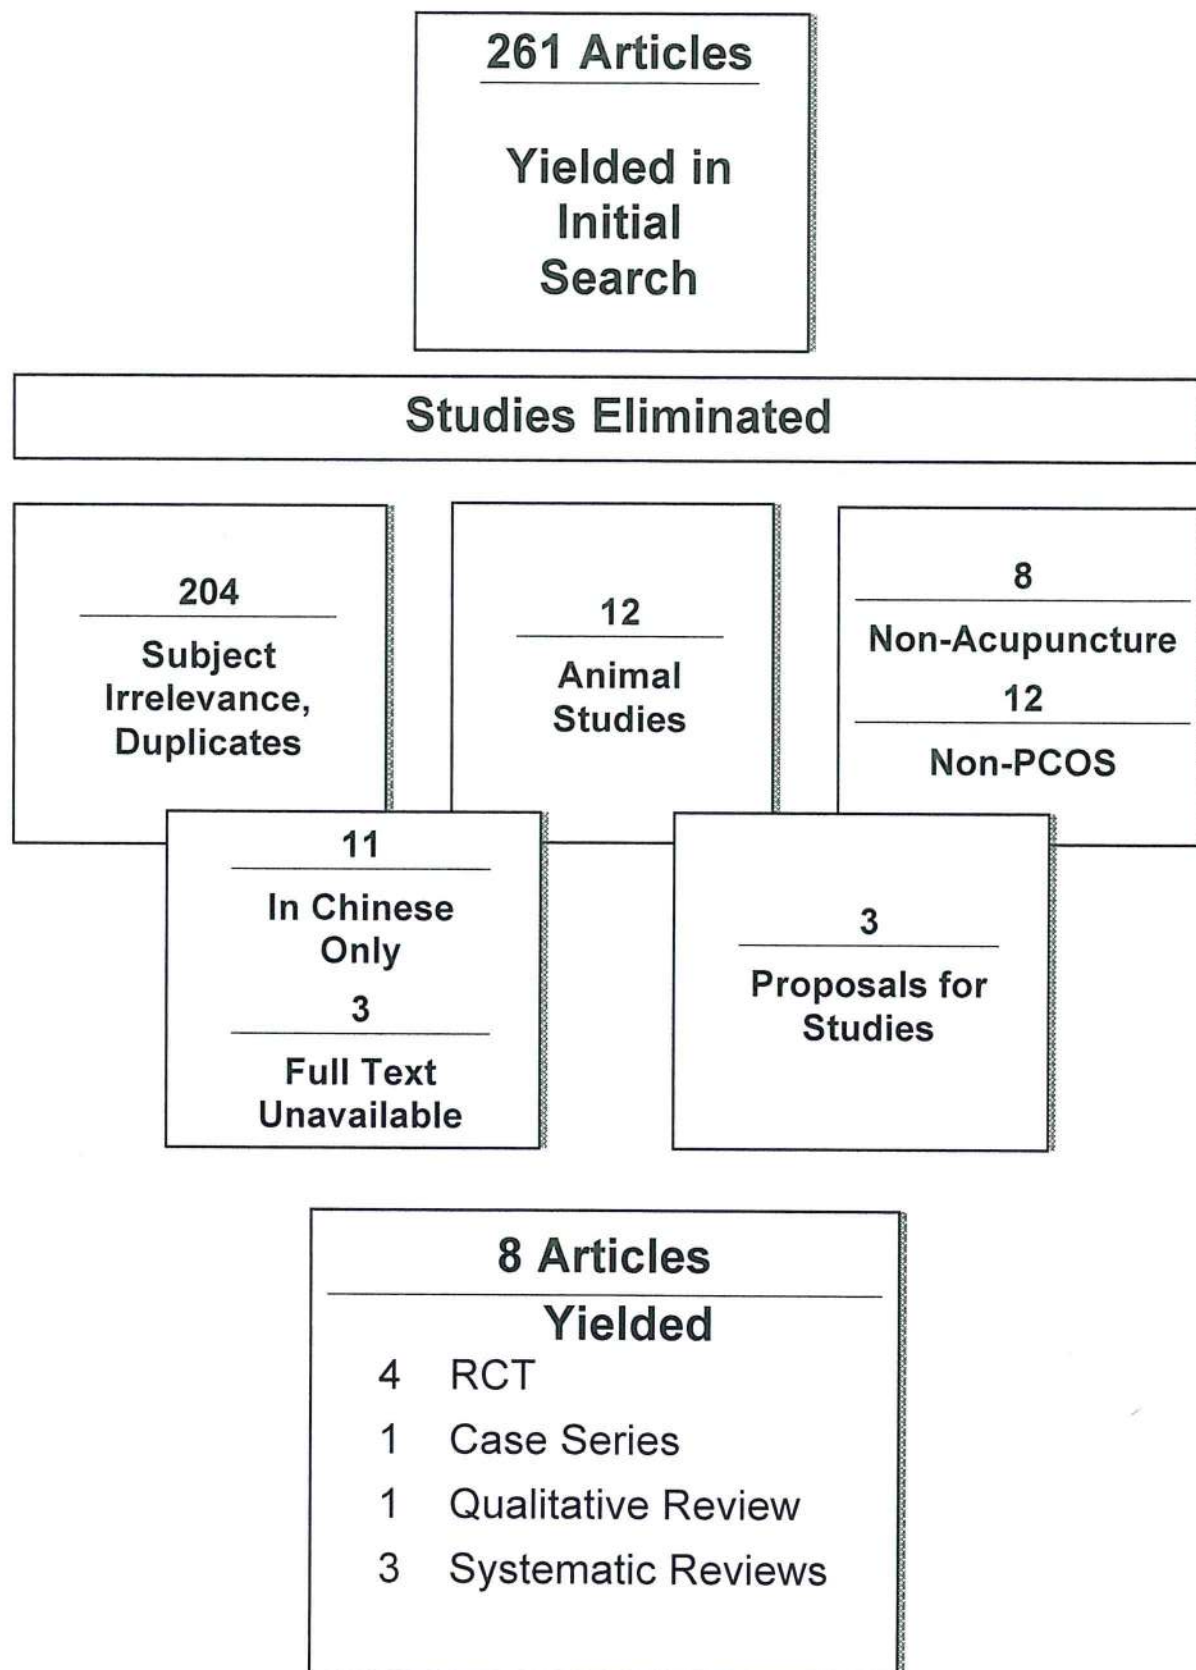 261 Articles
Yielded in
Initial
Search
Studies Eliminated
204
Subject
Irrelevance,
Duplicates
12
Animal
Studies
8
Non-Acupuncture
12
Non-PCOS
11
In Chinese
Only
3
Full Text
Unavailable
3
Proposals for
Studies
8 Articles
Yielded
4 RCT
1 Case Series
1 Qualitative Review
3 Systematic Reviews